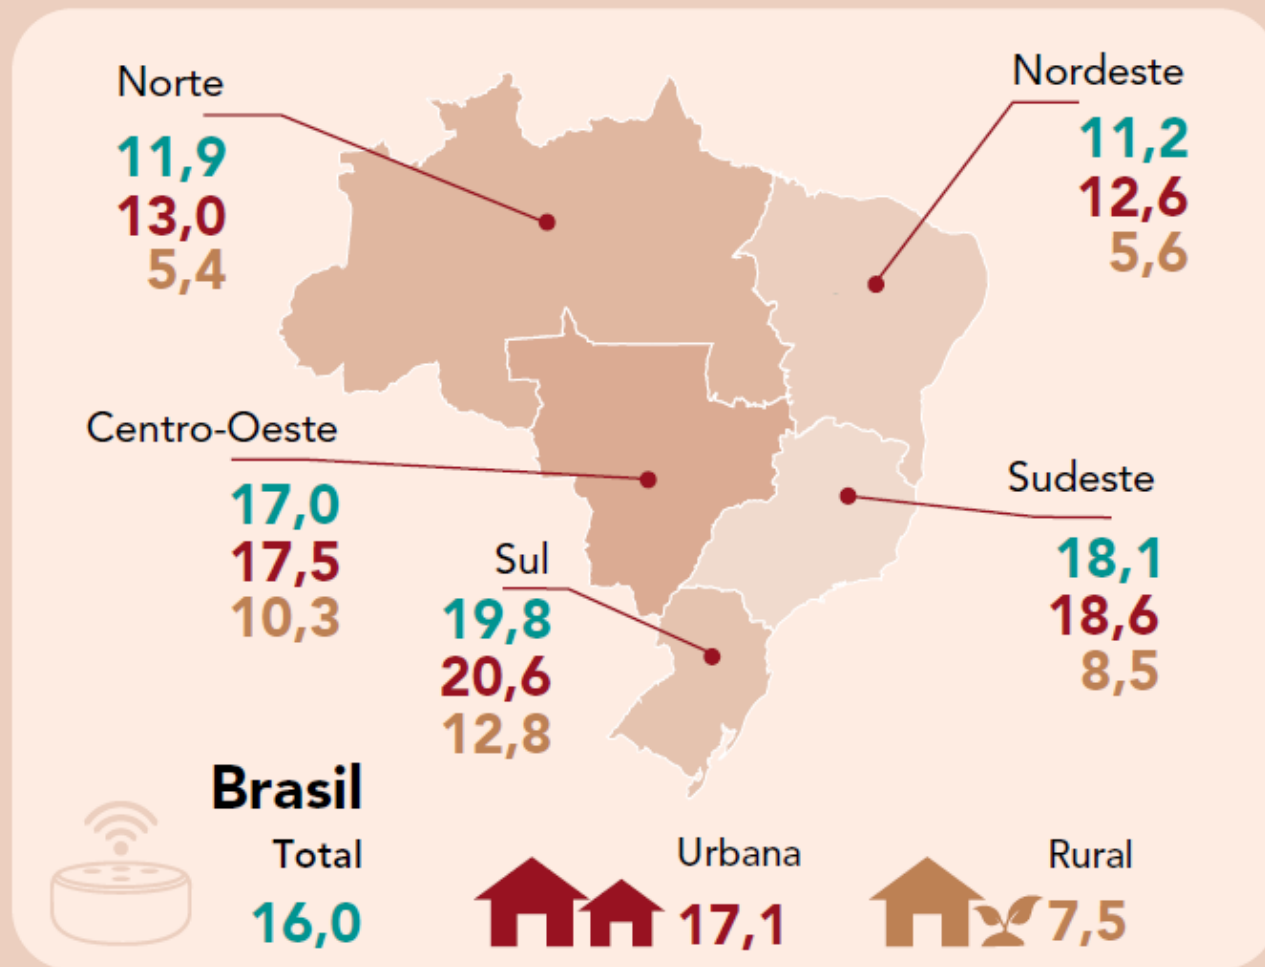 Norte
11,9
13,0
5,4
Nordeste
11,2
12,6
5,6
Centro-Oeste
17,0
17,5
10,3
Sul
19,8
20,6
12,8
Sudeste
18,1
18,6
8,5
Brasil
Total
16,0
Urbana
17,1
Rural
7,5